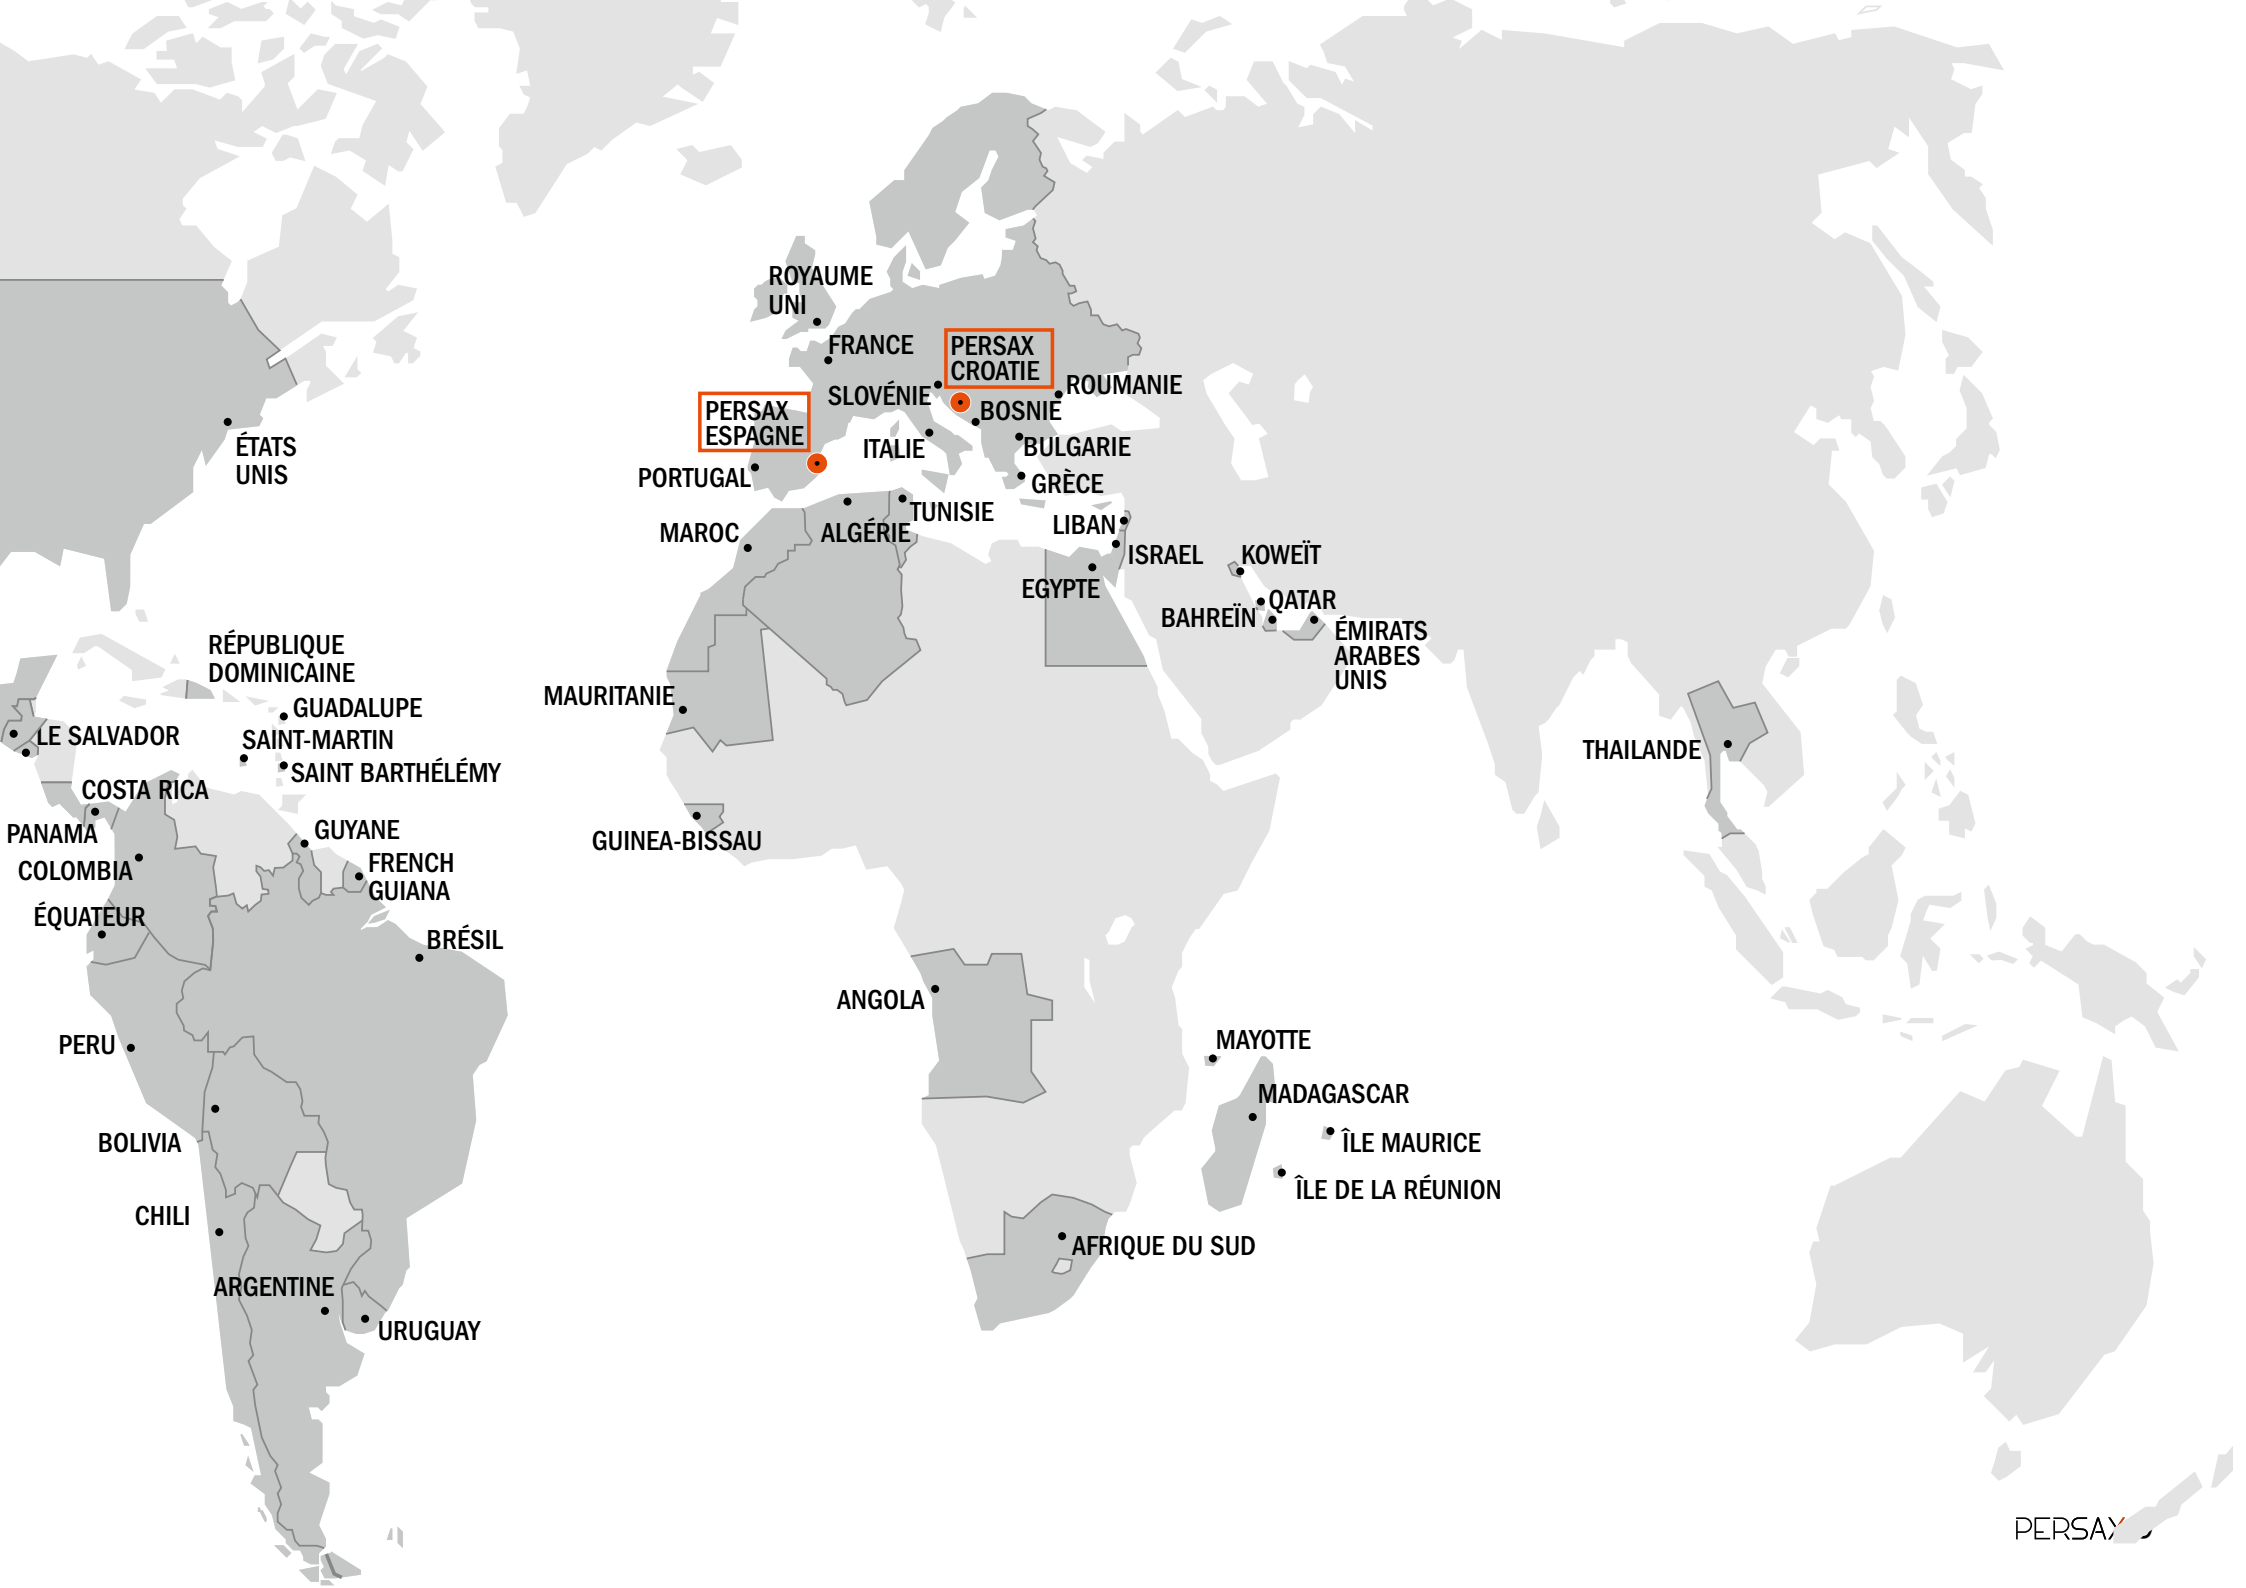 ROYAUME
UNI
FRANCE
PERSAX
CROATIE
SLOVÉNIE
ROUMANIE
PERSAX
ESPAGNE
BOSNIE
ITALIE
BULGARIE
PORTUGAL
GRÈCE
ÉTATS
UNIS
TUNISIE
MAROC
ALGÉRIE
LIBAN
ISRAEL
KOWEÏT
EGYPTE
QATAR
BAHREÏN
ÉMIRATS
ARABES
UNIS
RÉPUBLIQUE
DOMINICAINE
MAURITANIE
GUADALUPE
LE SALVADOR
SAINT-MARTIN
SAINT BARTHÉLÉMY
THAILANDE
COSTA RICA
PANAMA
GUYANE
GUINEA-BISSAU
COLOMBIA
FRENCH
GUIANA
ÉQUATEUR
BRÉSIL
ANGOLA
PERU
MAYOTTE
MADAGASCAR
BOLIVIA
ÎLE MAURICE
ÎLE DE LA RÉUNION
CHILI
AFRIQUE DU SUD
ARGENTINE
URUGUAY
PERSAX